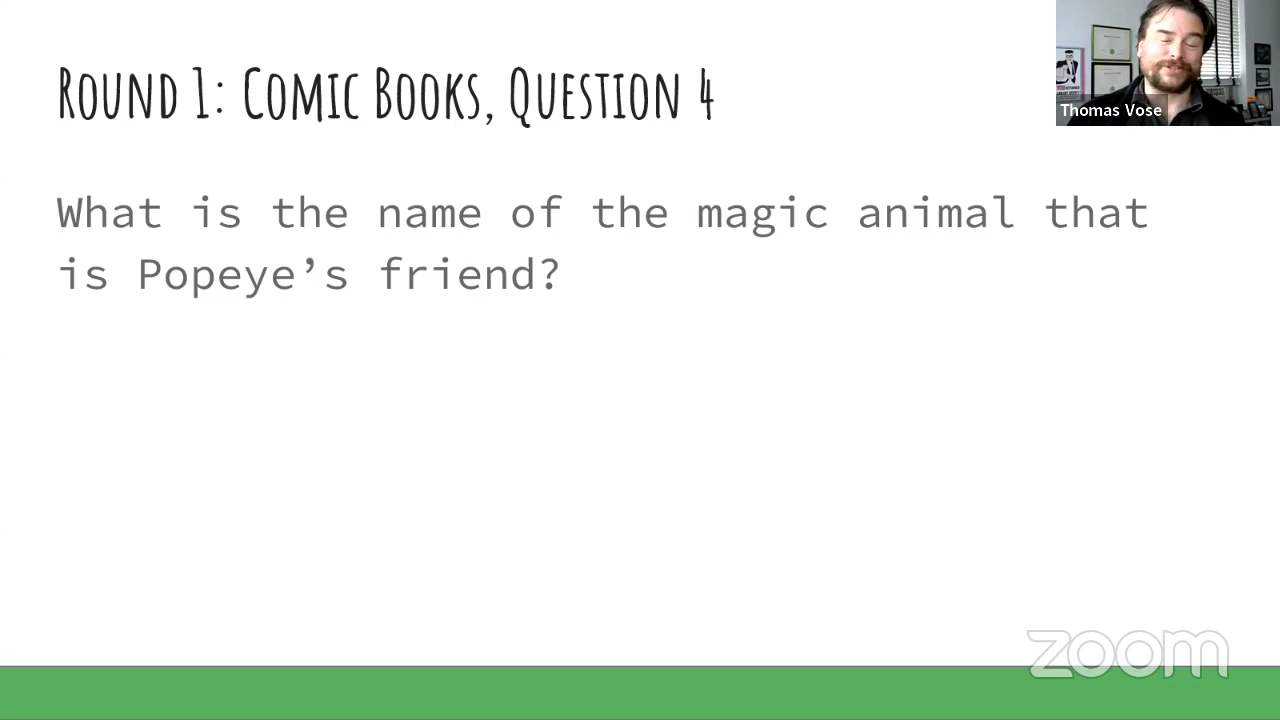 Round 1: Comic Books, Question 4
Thomas Vose
What is the name of the magic animal that
is Popeye’s friend?
zoom